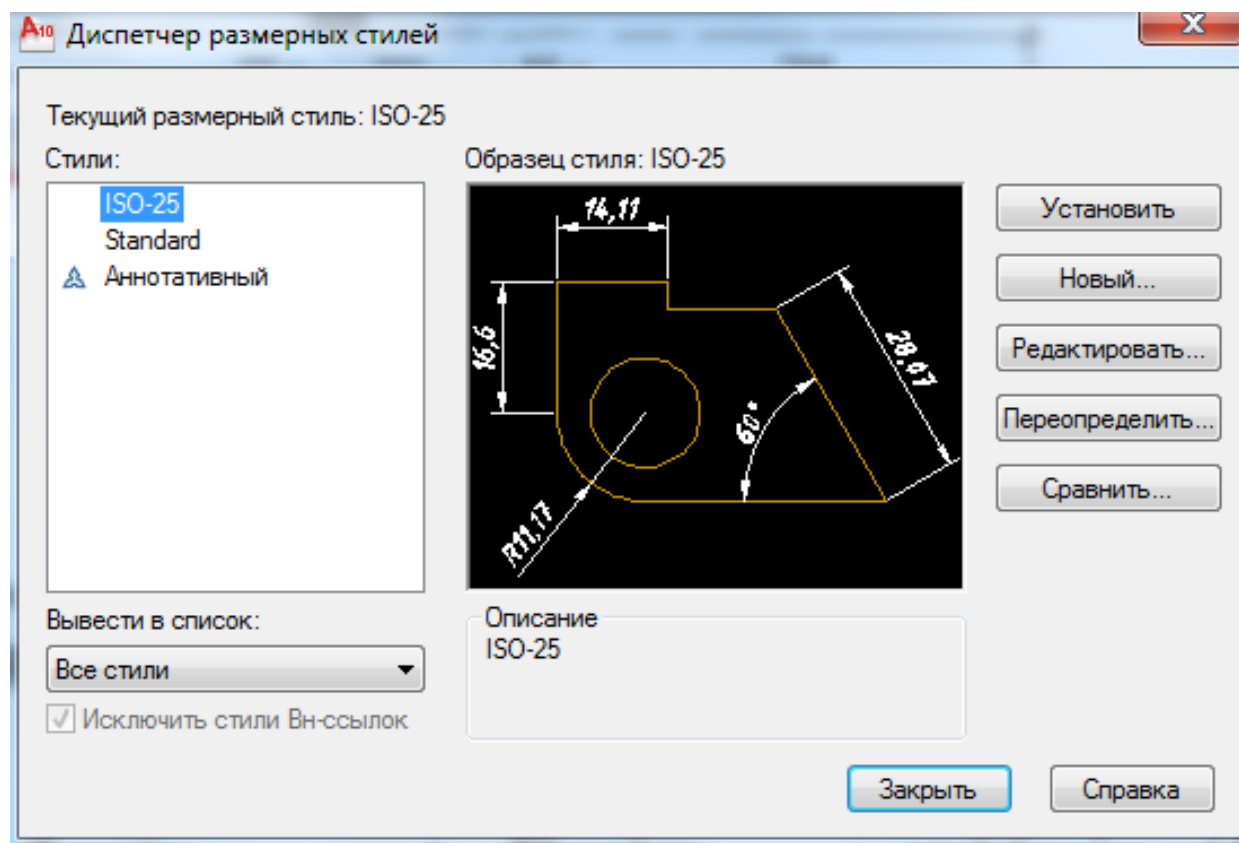 A10 Диспетчер размерных стилей
Текущий размерный стиль: ISO-25
Стили:
ISO-25
Standard
Аннотативный
Вывести в список:
Все стили
Исключить стили Вн-ссылок
Образец стиля: ISO-25
14,11
16,6
28,07
60°
R11,17
Описание
ISO-25
Установить
Новый...
Редактировать...
Переопределить...
Сравнить...
Закрыть
Справка